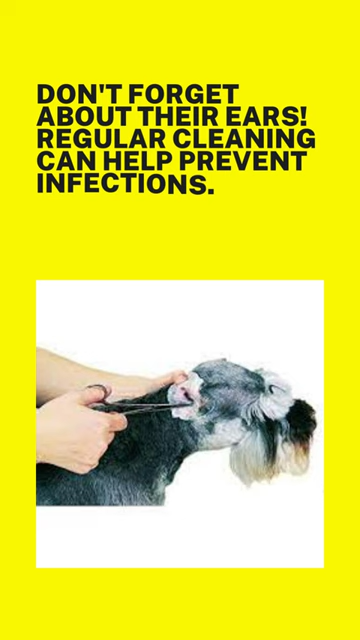 DON'T FORGET
ABOUT THEIR EARS!
REGULAR CLEANING
CAN HELP PREVENT
INFECTIONS.